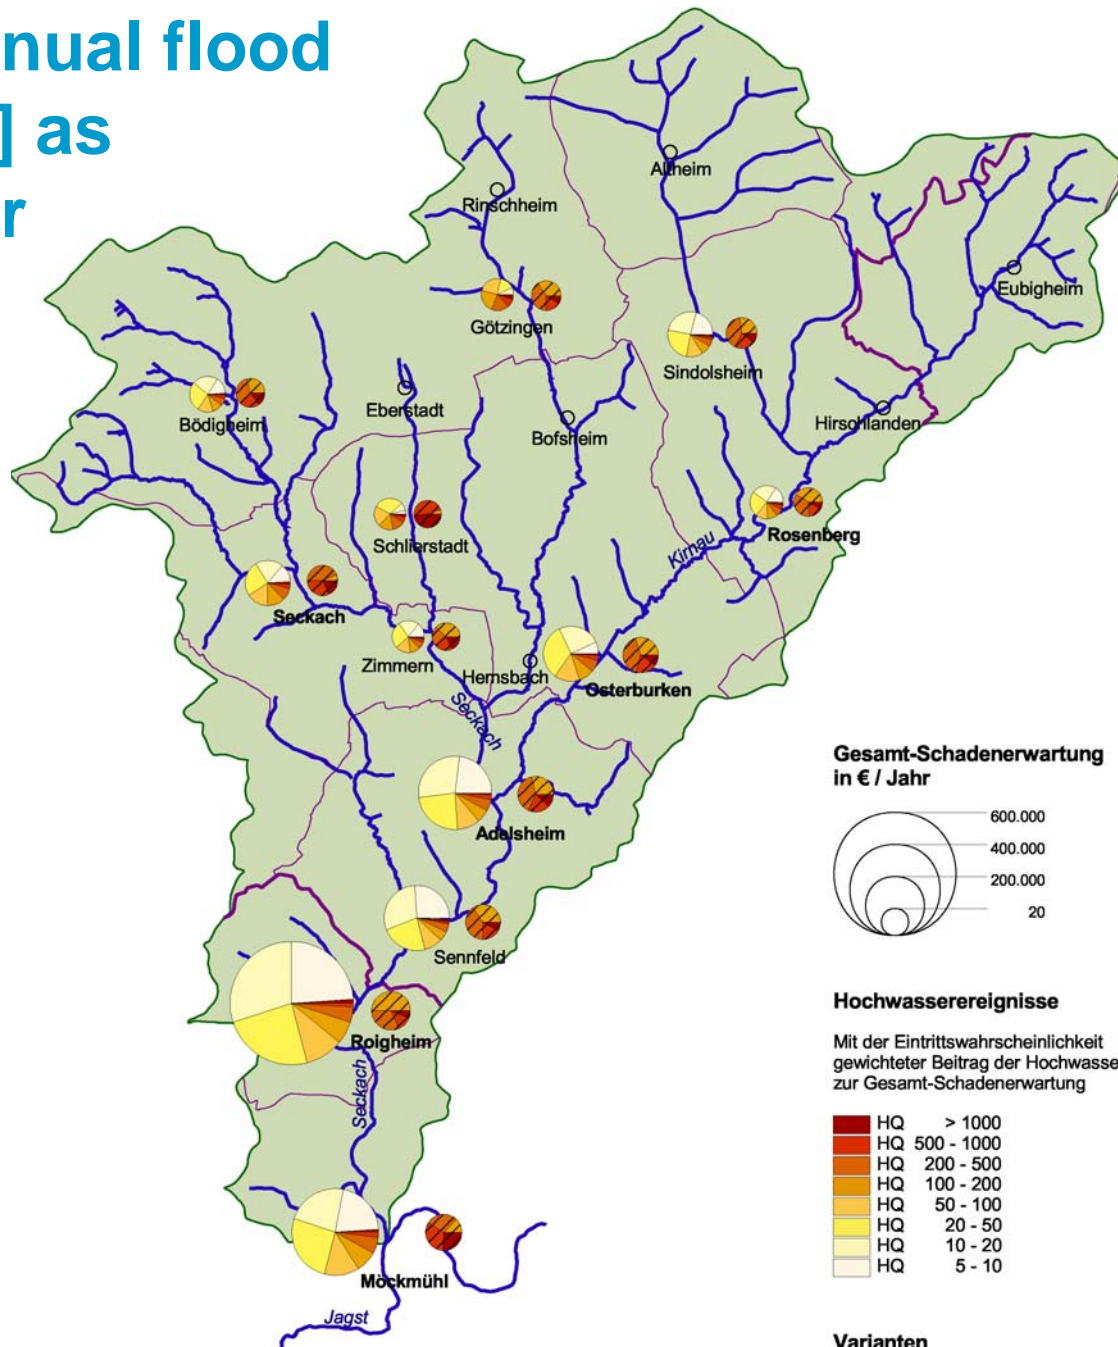 nual flood
] as
r
Altheim
Rinschheim
Eubigheim
Götzingen
Sindolsheim
Eberstadt
Bödigheim
Bofsheim
Hirschlanden
Rosenberg
Schlierstadt
Kirnau
Seckach
Zimmern
Hemsbach
Osterburken
Seckach
Adelsheim
Sennfeld
Roigheim
Seckach
Möckmühl
Jagst
Gesamt-Schadenerwartung
in € / Jahr
600.000
400.000
200.000
20
Hochwasserereignisse
Mit der Eintrittswahrscheinlichkeit
gewichteter Beitrag der Hochwasse
zur Gesamt-Schadenerwartung
HQ > 1000
HQ 500 - 1000
HQ 200 - 500
HQ 100 - 200
HQ 50 - 100
HQ 20 - 50
HQ 10 - 20
HQ 5 - 10
Varianten